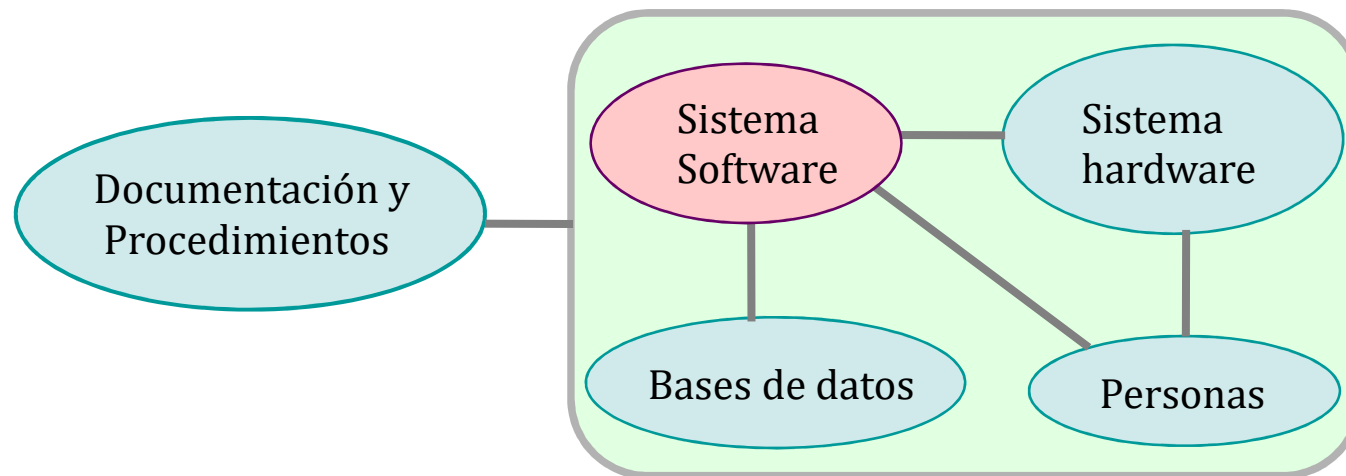 Documentación y
Procedimientos
Sistema
Software
Sistema
hardware
Bases de datos
Personas